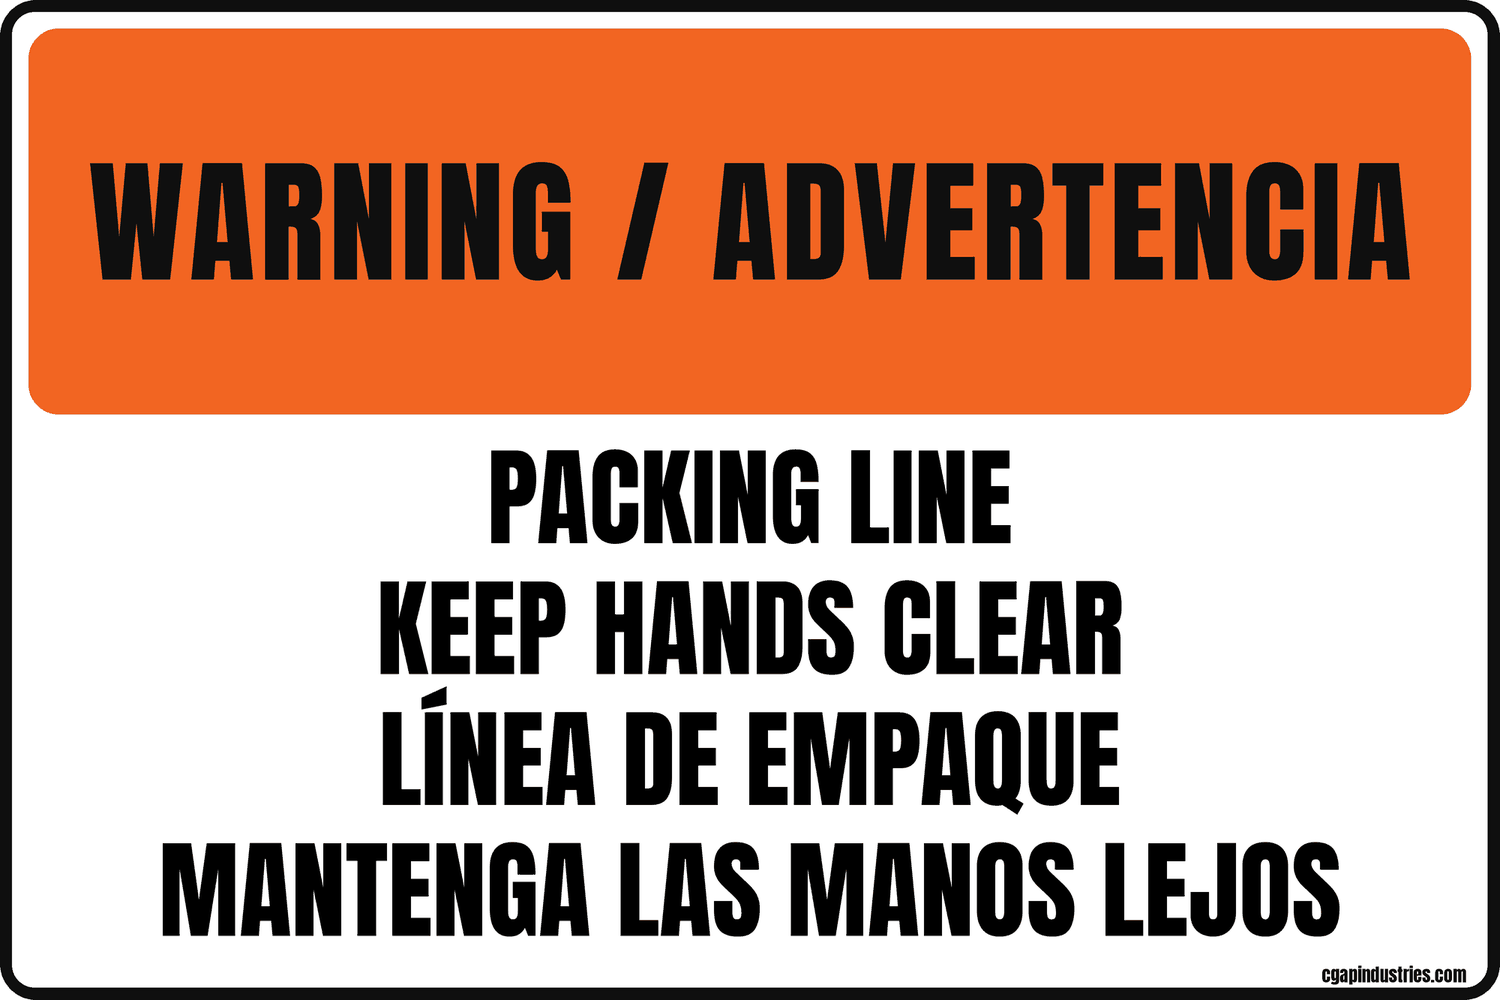 WARNING / ADVERTENCIA
PACKING LINE
KEEP HANDS CLEAR
LÍNEA DE EMPAQUE
MANTENGA LAS MANOS LEJOS
cgapindustries.com